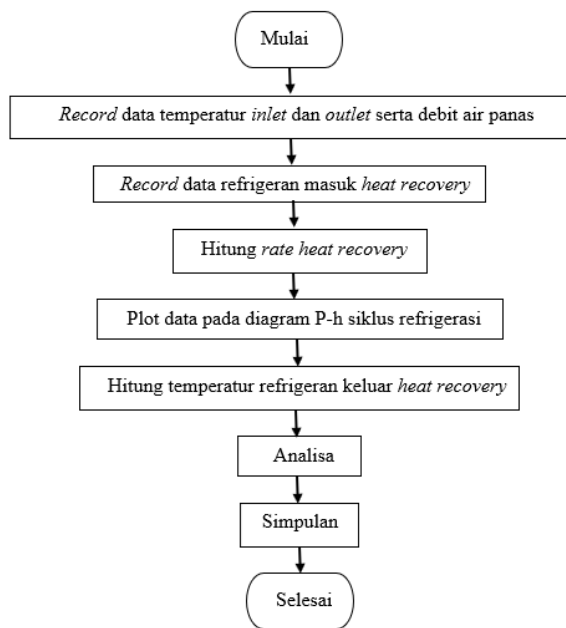 Mulai
Record data temperatur inlet dan outlet serta debit air panas
Record data refrigeran masuk heat recovery
Hitung rate heat recovery
Plot data pada diagram P-h siklus refrigerasi
Hitung temperatur refrigeran keluar heat recovery
Analisa
Simpulan
Selesai